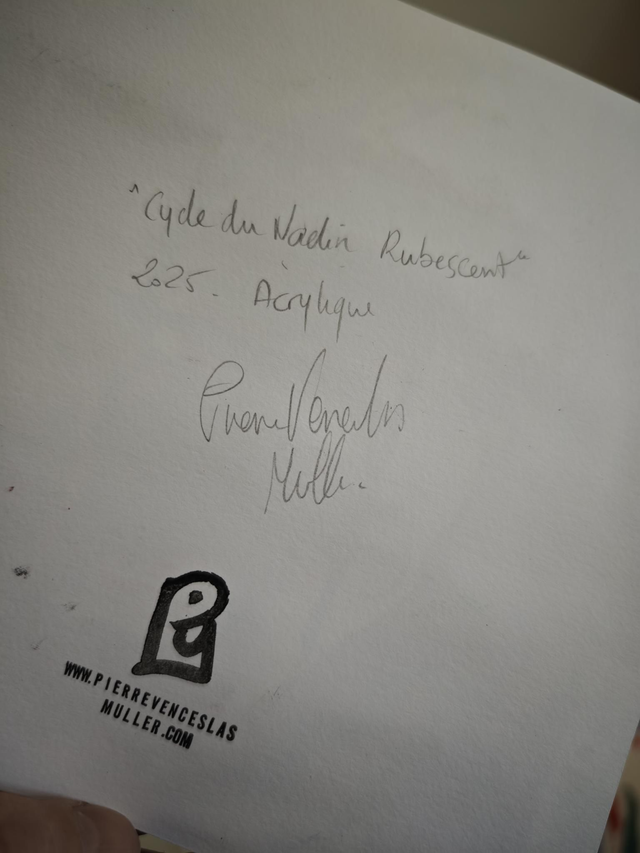 "Cycle du Nadir Rubescent"
2025. Acrylique
Pierre Venceslas
Muller.
WWW.PIERREVENCESLAS
MULLER.COM